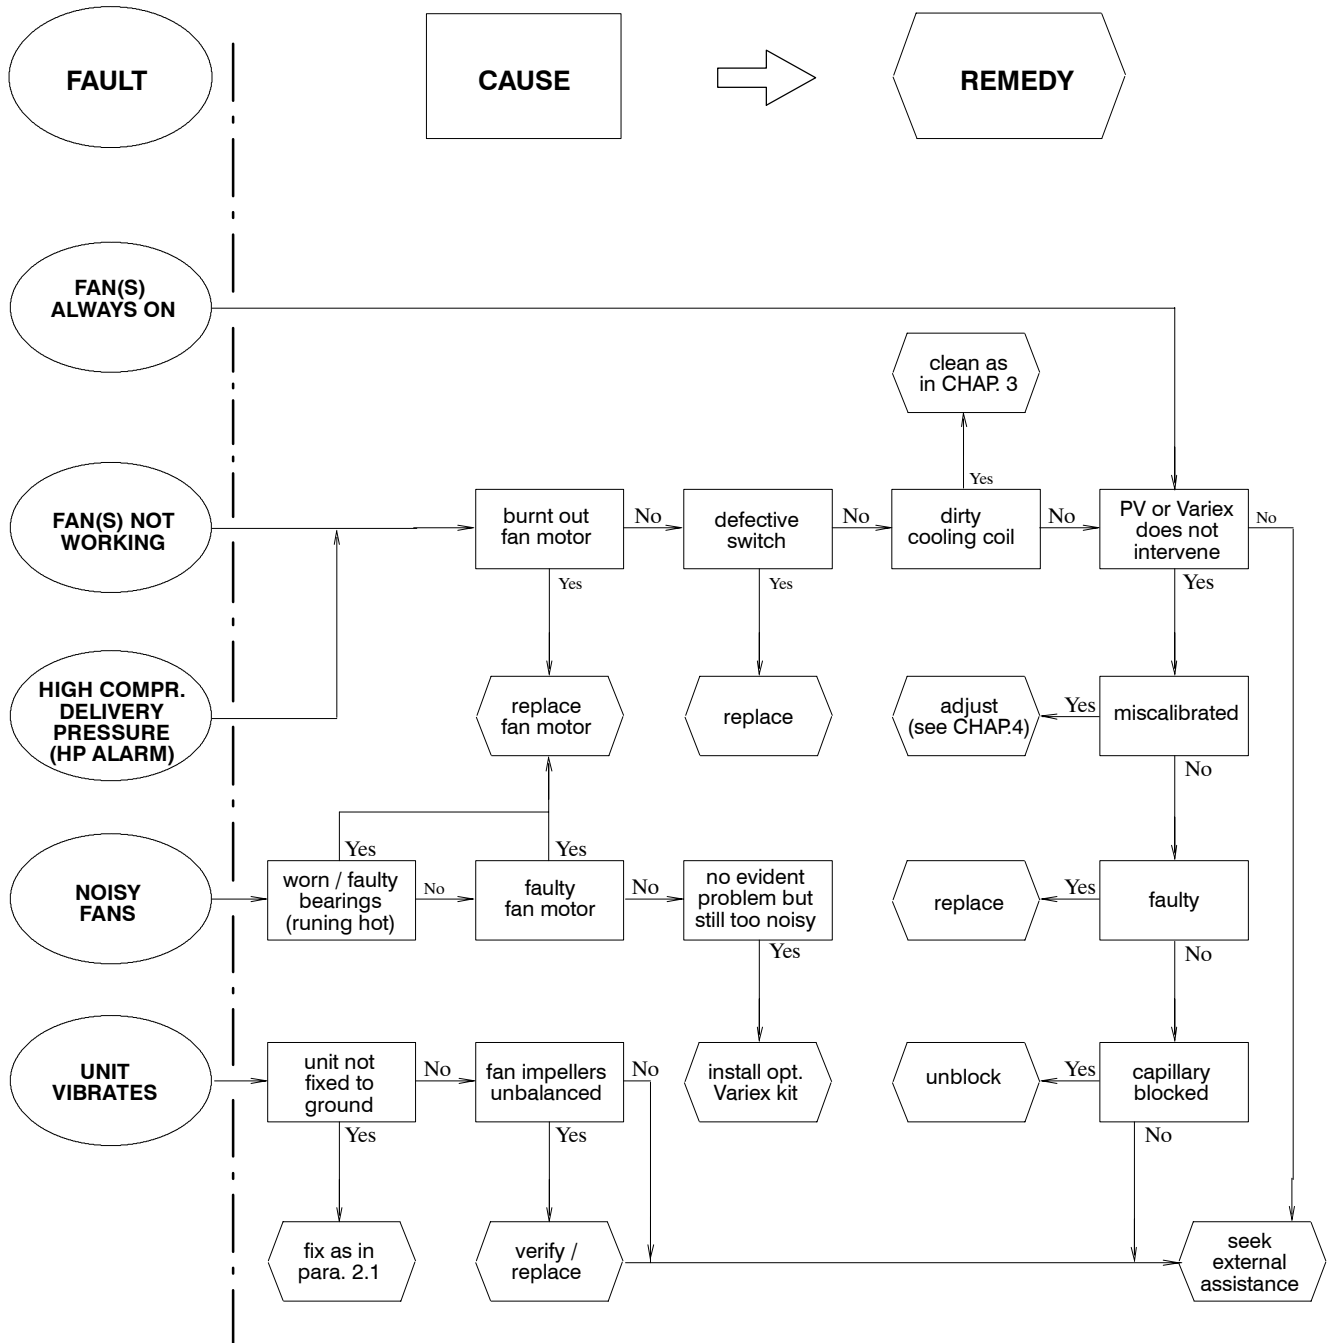 FAULT
CAUSE
REMEDY
FAN(S)
ALWAYS ON
clean as
in CHAP. 3
Yes
FAN(S) NOT
WORKING
burnt out
fan motor
No
defective
switch
No
dirty
cooling coil
No
PV or Variex
does not
intervene
No
Yes
Yes
Yes
HIGH COMPR.
DELIVERY
PRESSURE
(HP ALARM)
replace
fan motor
replace
adjust
(see CHAP.4)
Yes
miscalibrated
No
Yes
Yes
NOISY
FANS
worn / faulty
bearings
(runing hot)
No
faulty
fan motor
No
no evident
problem but
still too noisy
replace
Yes
faulty
Yes
No
UNIT
VIBRATES
unit not
fixed to
ground
No
fan impellers
unbalanced
No
install opt.
Variex kit
unblock
Yes
capillary
blocked
Yes
Yes
No
fix as in
para. 2.1
verify /
replace
seek
external
assistance